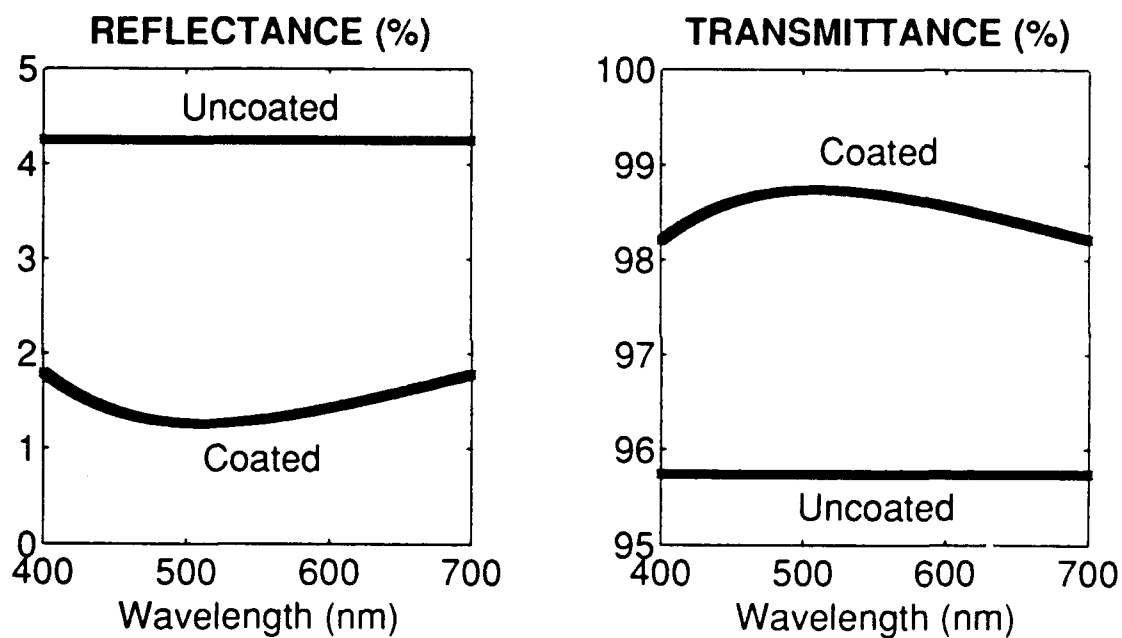 REFLECTANCE (%)
5
4
3
2
1
0
Uncoated
Coated
400 500 600 700
Wavelength (nm)
TRANSMITTANCE (%)
100
99
98
97
96
95
Coated
Uncoated
400 500 600 700
Wavelength (nm)